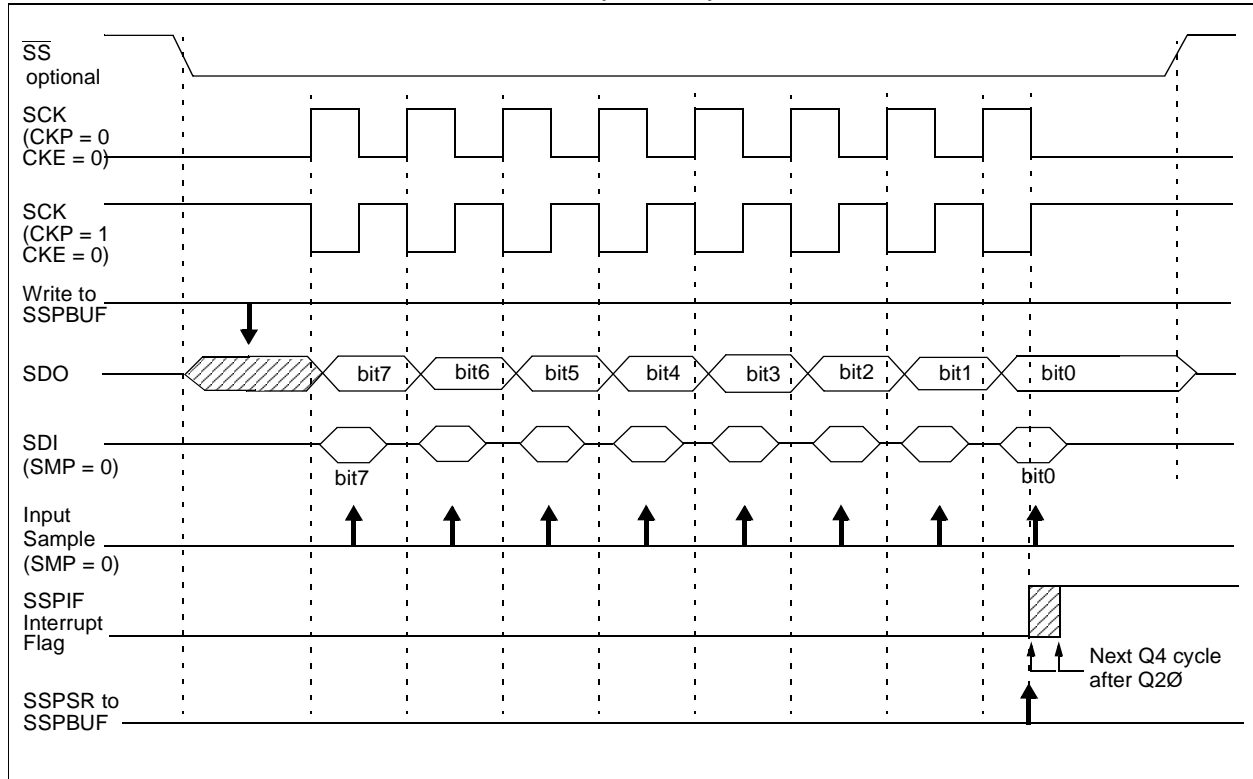 SS
optional
SCK
(CKP = 0
CKE = 0)
SCK
(CKP = 1
CKE = 0)
Write to
SSPBUF
SDO
bit7
bit6
bit5
bit4
bit3
bit2
bit1
bit0
SDI
(SMP = 0)
bit7
bit0
Input
Sample
(SMP = 0)
SSPIF
Interrupt
Flag
Next Q4 cycle
after Q2Ø
SSPSR to
SSPBUF